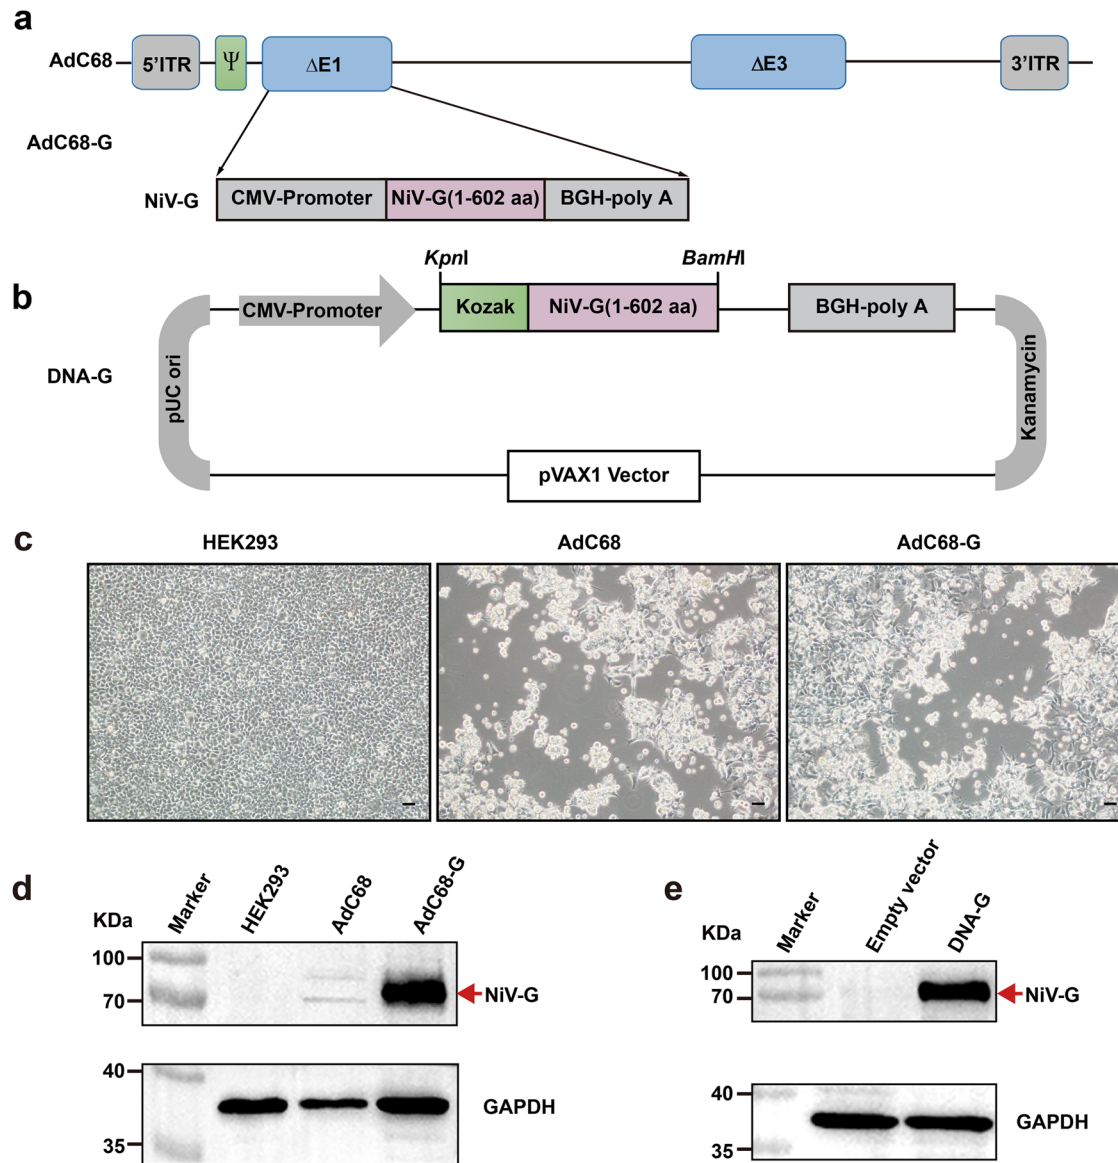 a
AdC68
5'ITR
Ψ
ΔE1
ΔE3
3'ITR
AdC68-G
NiV-G
CMV-Promoter
NiV-G(1-602 aa)
BGH-poly A
b
KpnI
BamHI
CMV-Promoter
Kozak
NiV-G(1-602 aa)
BGH-poly A
DNA-G
pUC ori
Kanamycin
pVAX1 Vector
c
HEK293
AdC68
AdC68-G
d
KDa
Marker
HEK293
AdC68
AdC68-G
100
70
NiV-G
40
35
GAPDH
e
KDa
Marker
Empty vector
DNA-G
100
70
NiV-G
40
35
GAPDH